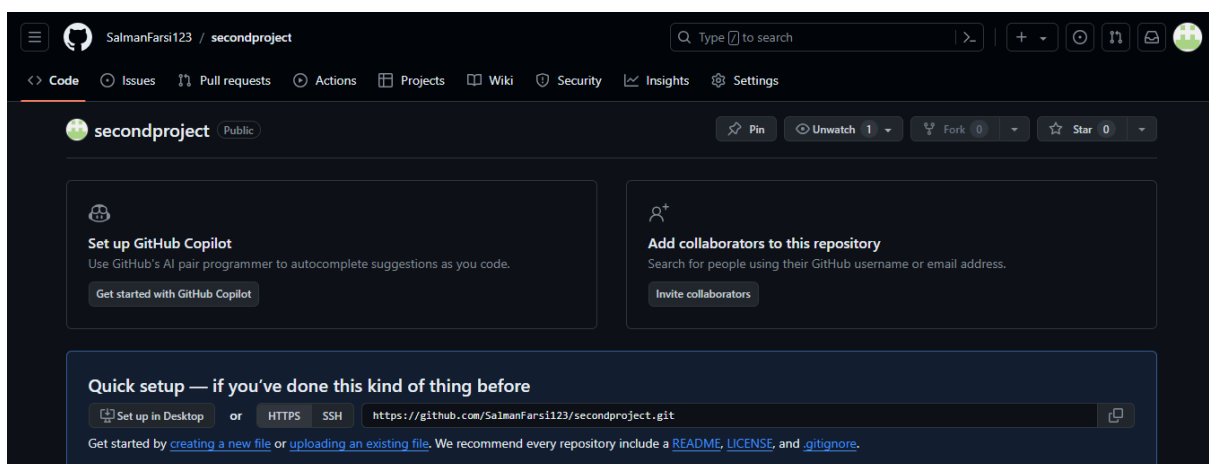 SalmanFarsi123 / secondproject Type / to search
Code Issues Pull requests Actions Projects Wiki Security Insights Settings
secondproject Public Pin Unwatch 1 Fork 0 Star 0
Set up GitHub Copilot
Use GitHub's AI pair programmer to autocomplete suggestions as you code.
Get started with GitHub Copilot
Add collaborators to this repository
Search for people using their GitHub username or email address.
Invite collaborators
Quick setup — if you've done this kind of thing before
Set up in Desktop or HTTPS SSH https://github.com/SalmanFarsi123/secondproject.git
Get started by creating a new file or uploading an existing file. We recommend every repository include a README, LICENSE, and .gitignore.